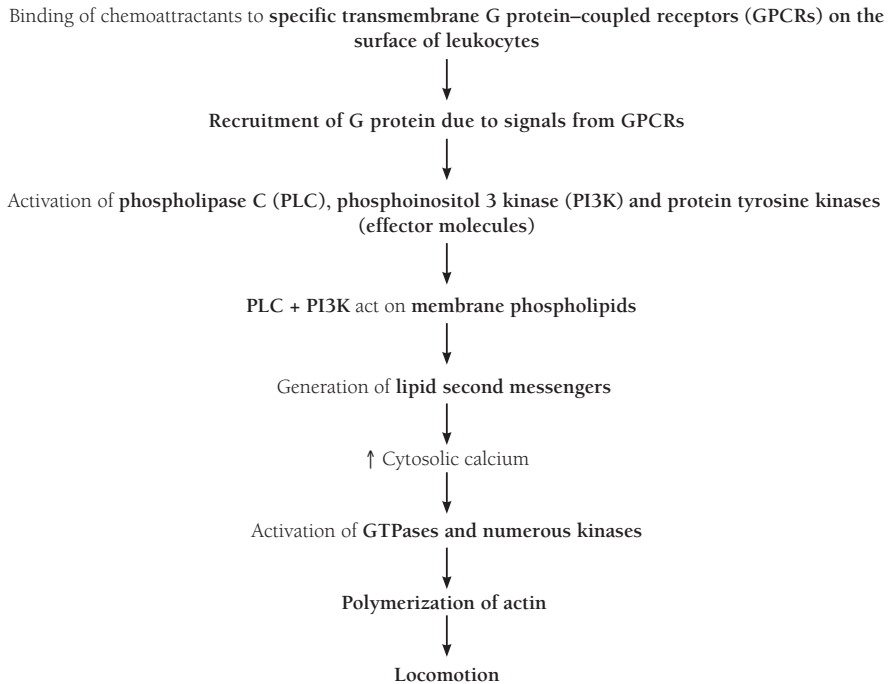 Binding of chemoattractants to specific transmembrane G protein–coupled receptors (GPCRs) on the
surface of leukocytes
Recruitment of G protein due to signals from GPCRs
Activation of phospholipase C (PLC), phosphoinositol 3 kinase (PI3K) and protein tyrosine kinases
(effector molecules)
PLC + PI3K act on membrane phospholipids
Generation of lipid second messengers
↑ Cytosolic calcium
Activation of GTPases and numerous kinases
Polymerization of actin
Locomotion